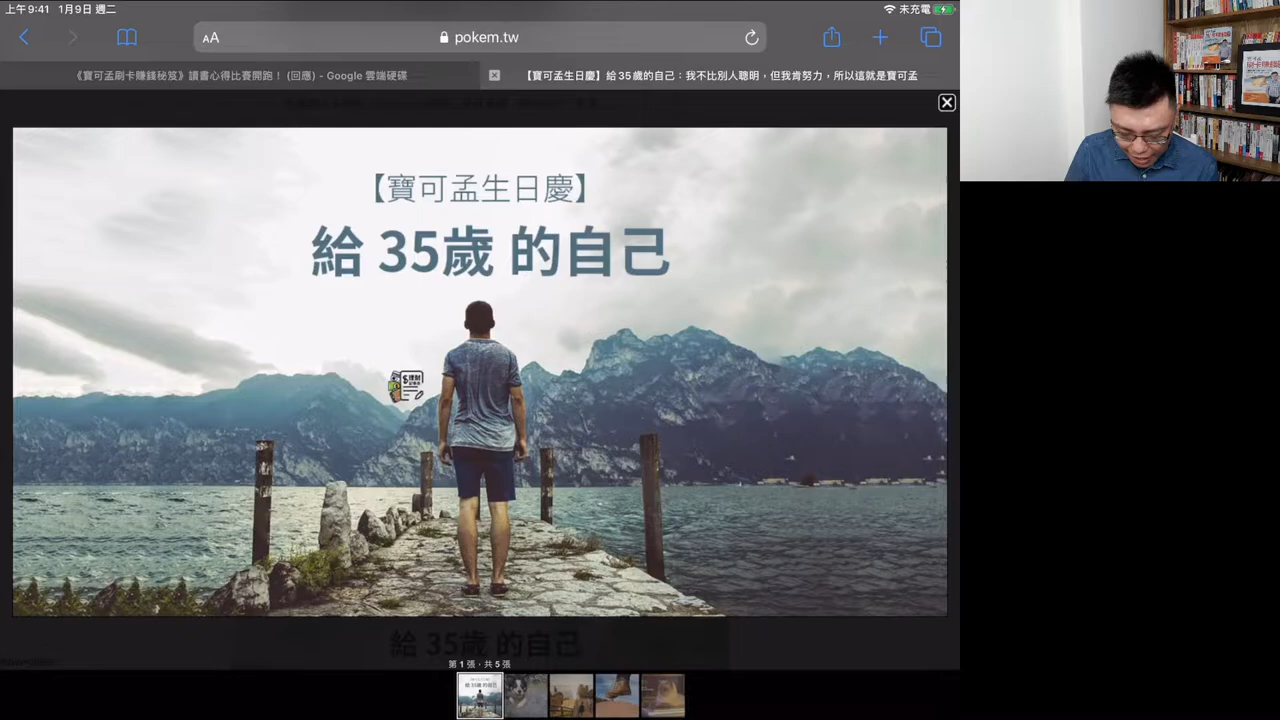 上午9:41 1月9日 週二
未充電
AA
pokem.tw
《寶可孟刷卡賺錢秘笈》讀書心得比賽開跑！ (回應) - Google 雲端硬碟
【寶可孟生日慶】給35歲的自己：我不比別人聰明，但我肯努力，所以這就是寶可孟
【寶可孟生日慶】
給 35歲 的自己
給 35歲 的自己
第 1 張，共 5 張